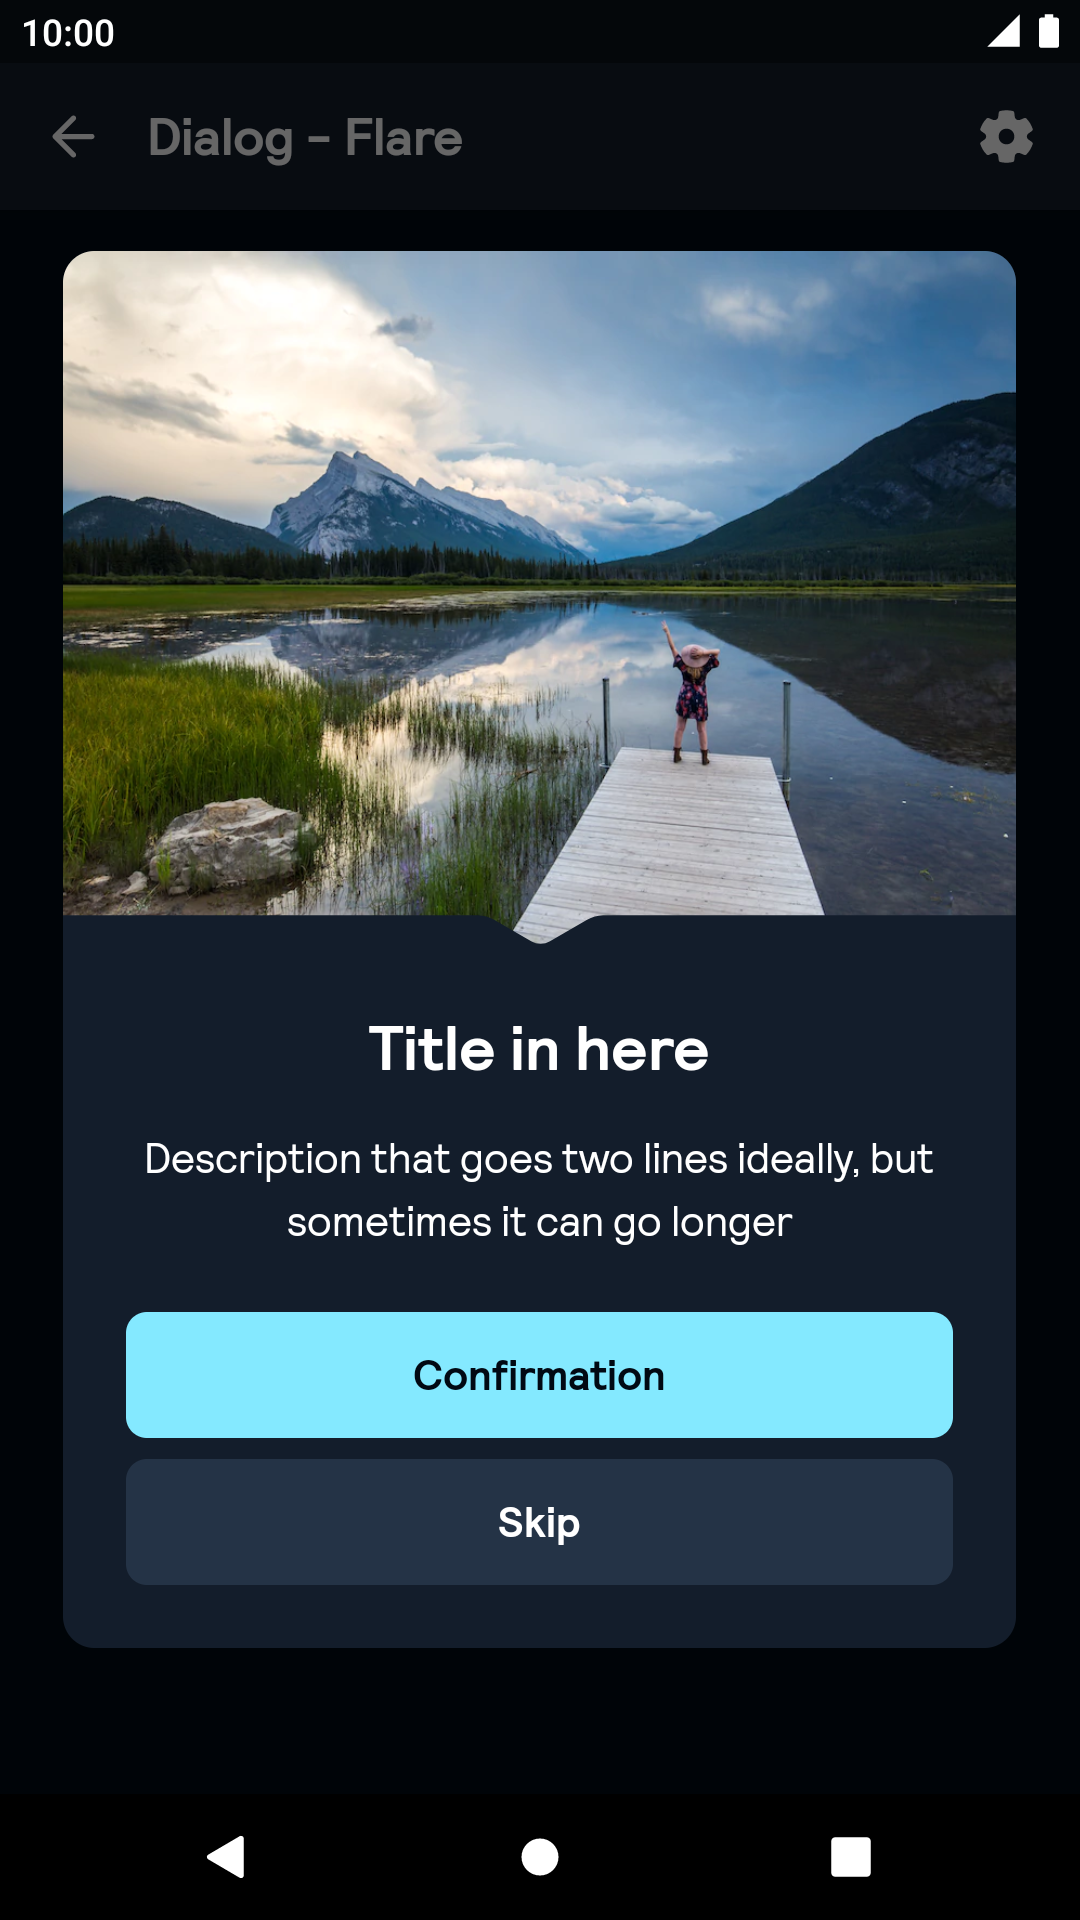 10:00
Dialog - Flare
Title in here
Description that goes two lines ideally, but
sometimes it can go longer
Confirmation
Skip